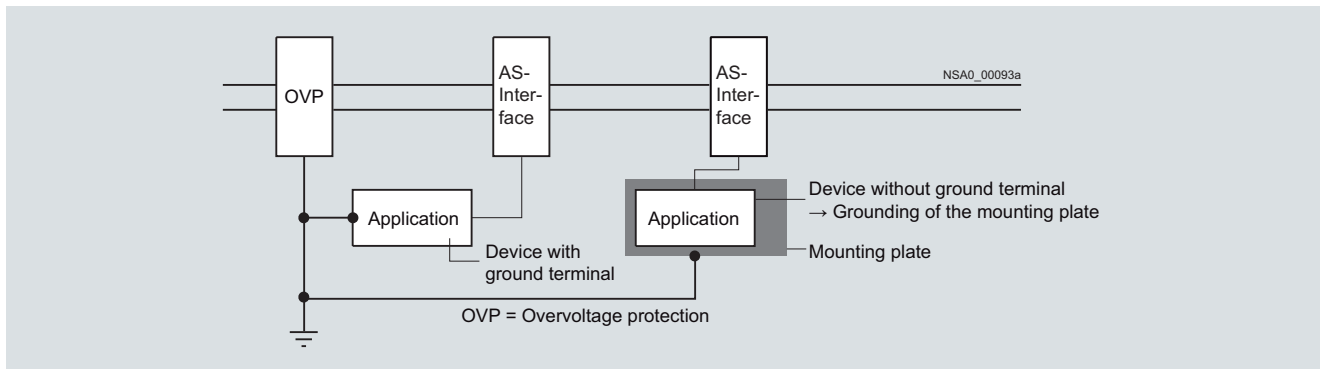 NSA0_00093a
OVP
AS-
Inter-
face
AS-
Inter-
face
Application
Device with
ground terminal
Application
Device without ground terminal
→ Grounding of the mounting plate
Mounting plate
OVP = Overvoltage protection